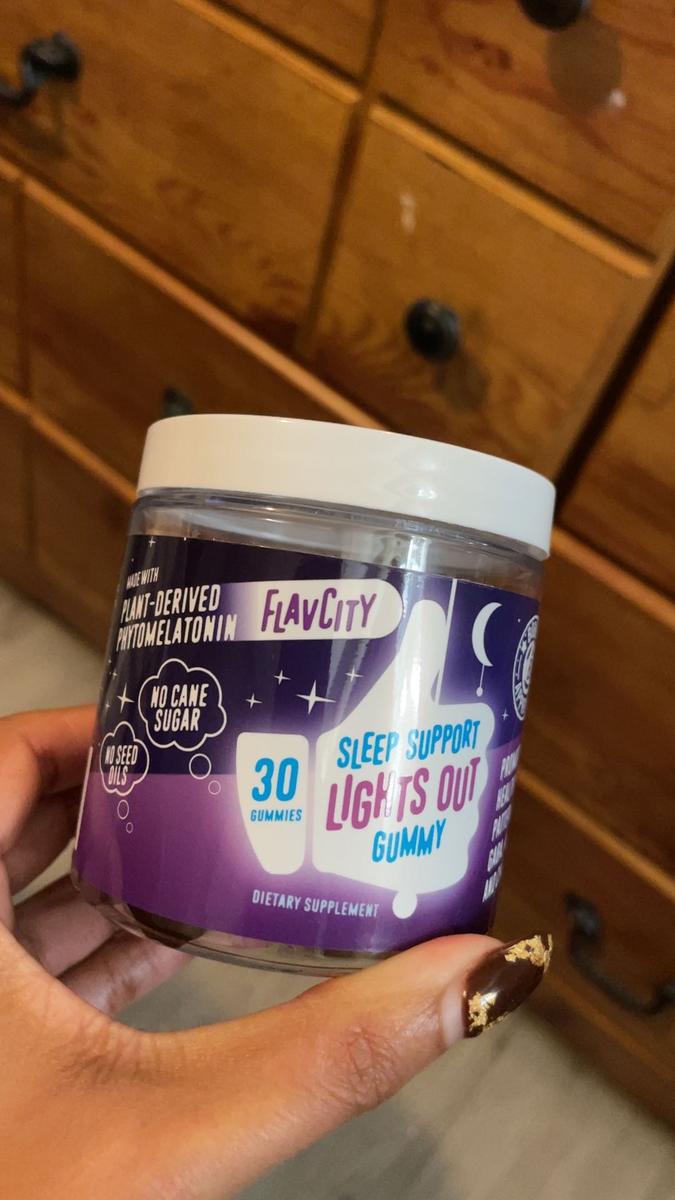 MADE WITH
PLANT-DERIVED
PHYTOMELATONIN
FLAVCITY
NO CANE
SUGAR
NO SEED
OILS
30
GUMMIES
SLEEP SUPPORT
LIGHTS OUT
GUMMY
DIETARY SUPPLEMENT